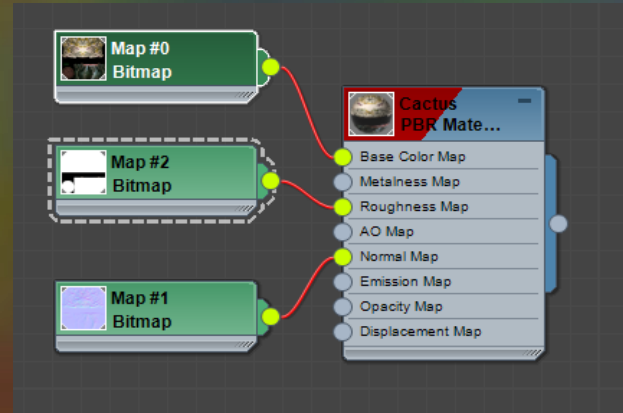 Map #0
Bitmap
Map #2
Bitmap
Map #1
Bitmap
Cactus
PBR Mate...
Base Color Map
Metalness Map
Roughness Map
AO Map
Normal Map
Emission Map
Opacity Map
Displacement Map